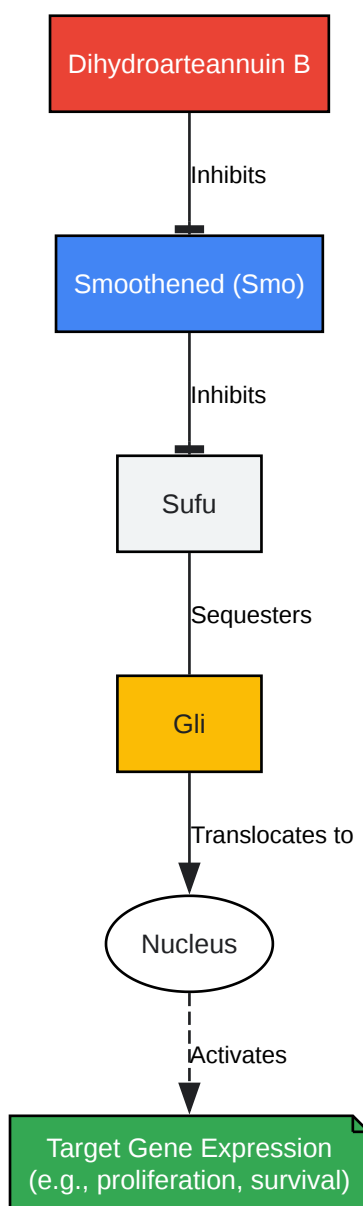 Dihydroarteannuin B
Inhibits
Smoothened (Smo)
Inhibits
Sufu
Sequesters
Gli
Translocates to
Nucleus
Activates
Target Gene Expression
(e.g., proliferation, survival)